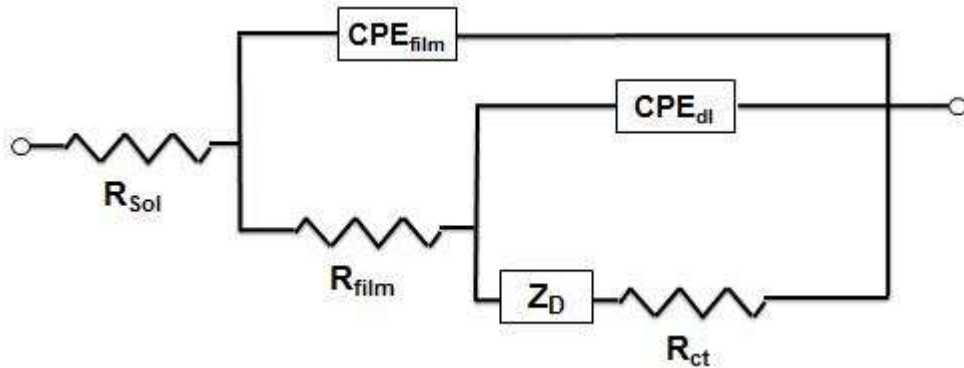 CPE_film
CPE_dl
R_Sol
R_film
Z_D
R_ct